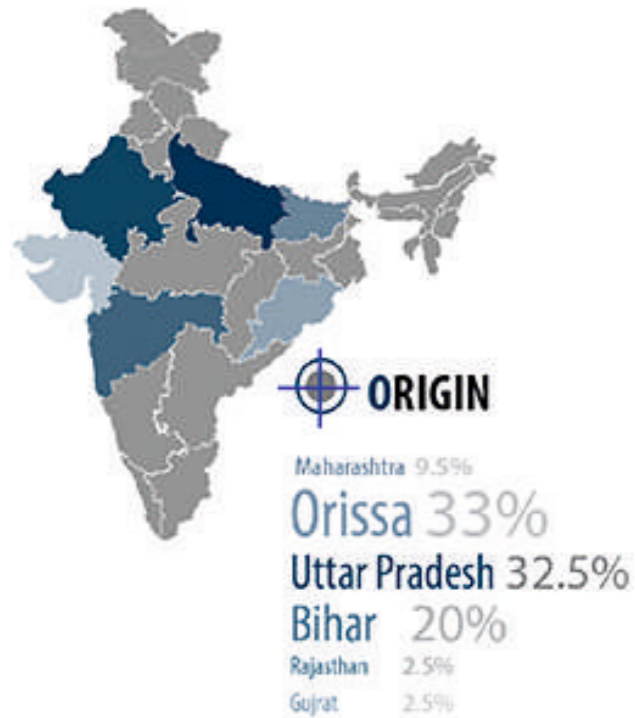 ORIGIN
Maharashtra 9.5%
Orissa 33%
Uttar Pradesh 32.5%
Bihar 20%
Rajasthan 2.5%
Gujrat 2.5%